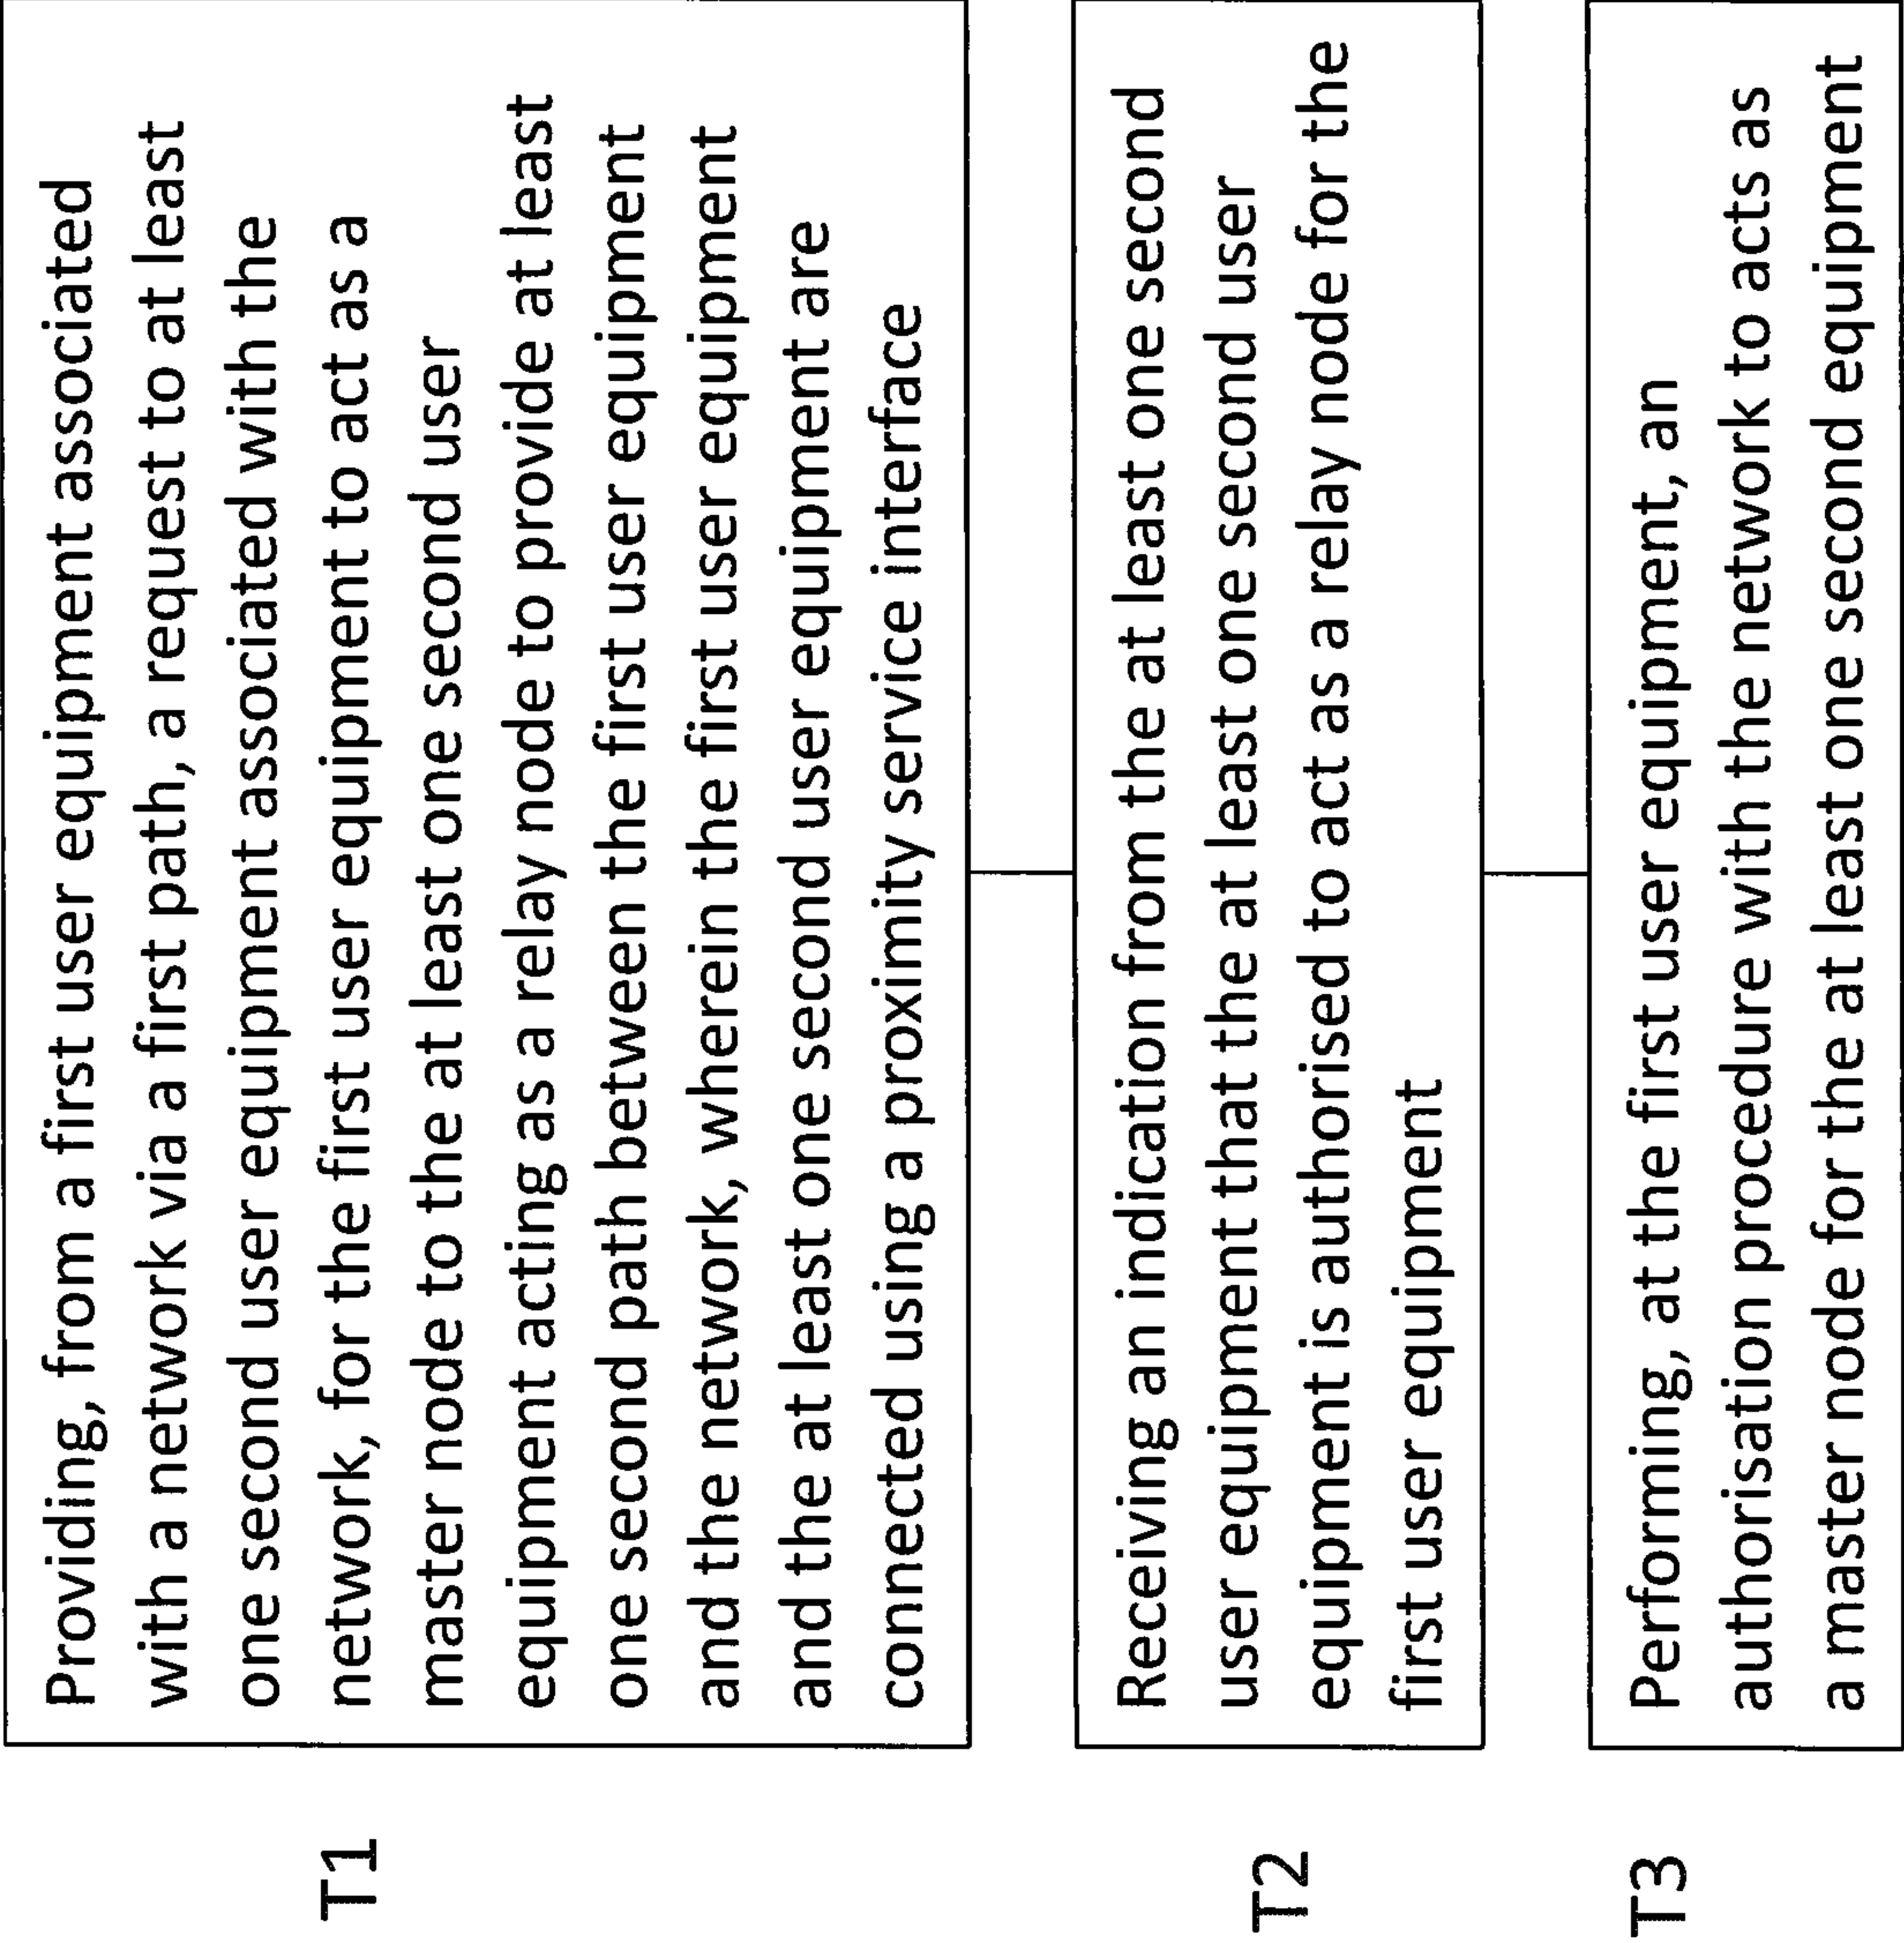 T1
Providing, from a first user equipment associated
with a network via a first path, a request to at least
one second user equipment associated with the
network, for the first user equipment to act as a
master node to the at least one second user
equipment acting as a relay node to provide at least
one second path between the first user equipment
and the network, wherein the first user equipment
and the at least one second user equipment are
connected using a proximity service interface
T2
Receiving an indication from the at least one second
user equipment that the at least one second user
equipment is authorised to act as a relay node for the
first user equipment
T3
Performing, at the first user equipment, an
authorisation procedure with the network to acts as
a master node for the at least one second equipment